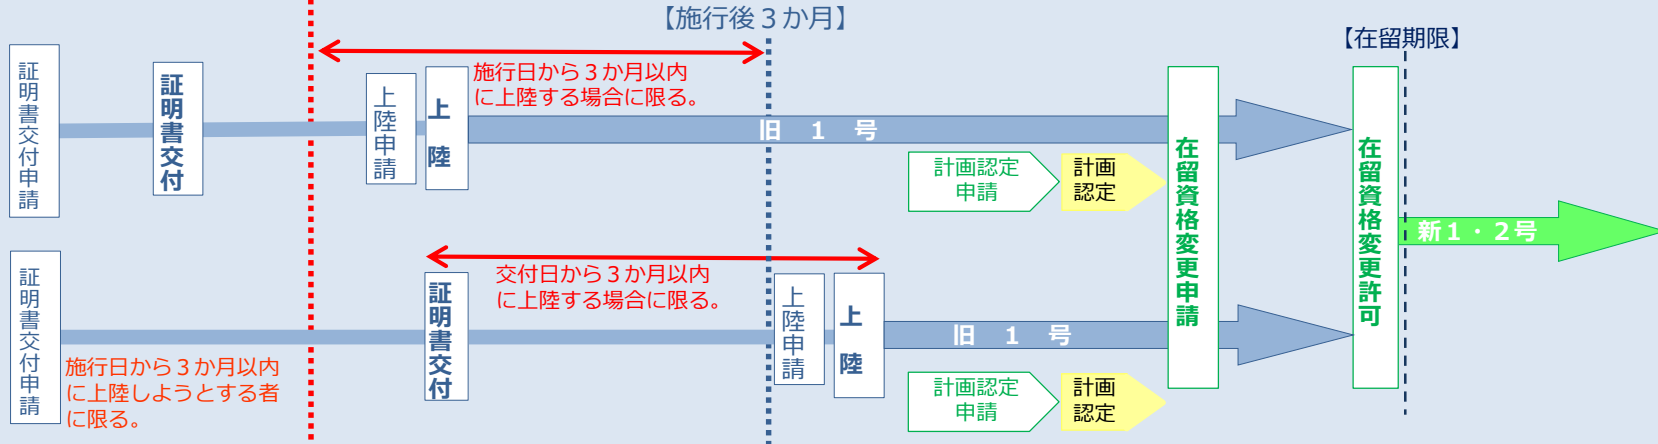 【施行後３か月】
【在留期限】
証明書交付申請
証明書交付
上陸申請
上陸
施行日から３か月以内
に上陸する場合に限る。
旧　１　号
計画認定
申請
計画
認定
在留資格変更申請
在留資格変更許可
新１・２号
証明書交付申請
施行日から３か月以内
に上陸しようとする者
に限る。
証明書交付
交付日から３か月以内
に上陸する場合に限る。
上陸申請
上陸
旧　１　号
計画認定
申請
計画
認定